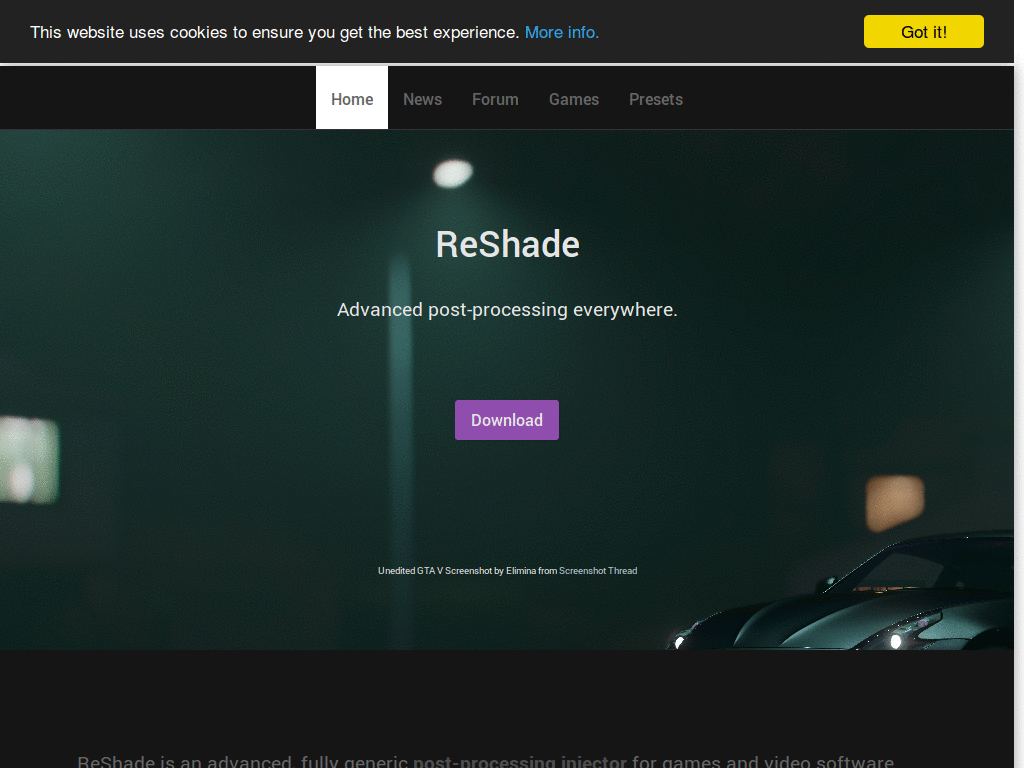 This website uses cookies to ensure you get the best experience. More info.
Got it!
Home News Forum Games Presets
ReShade
Advanced post-processing everywhere.
Download
Unedited GTA V Screenshot by Elimina from Screenshot Thread
ReShade is an advanced, fully generic post-processing injector for games and video software